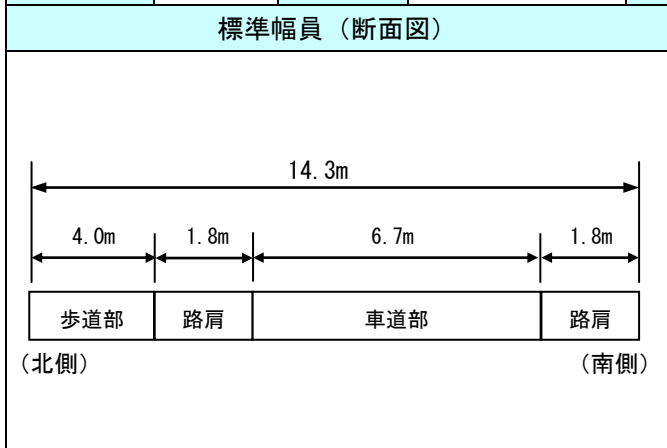 標準幅員（断面図）
14.3m
4.0m 1.8m 6.7m 1.8m
歩道部 路肩 車道部 路肩
（北側） （南側）